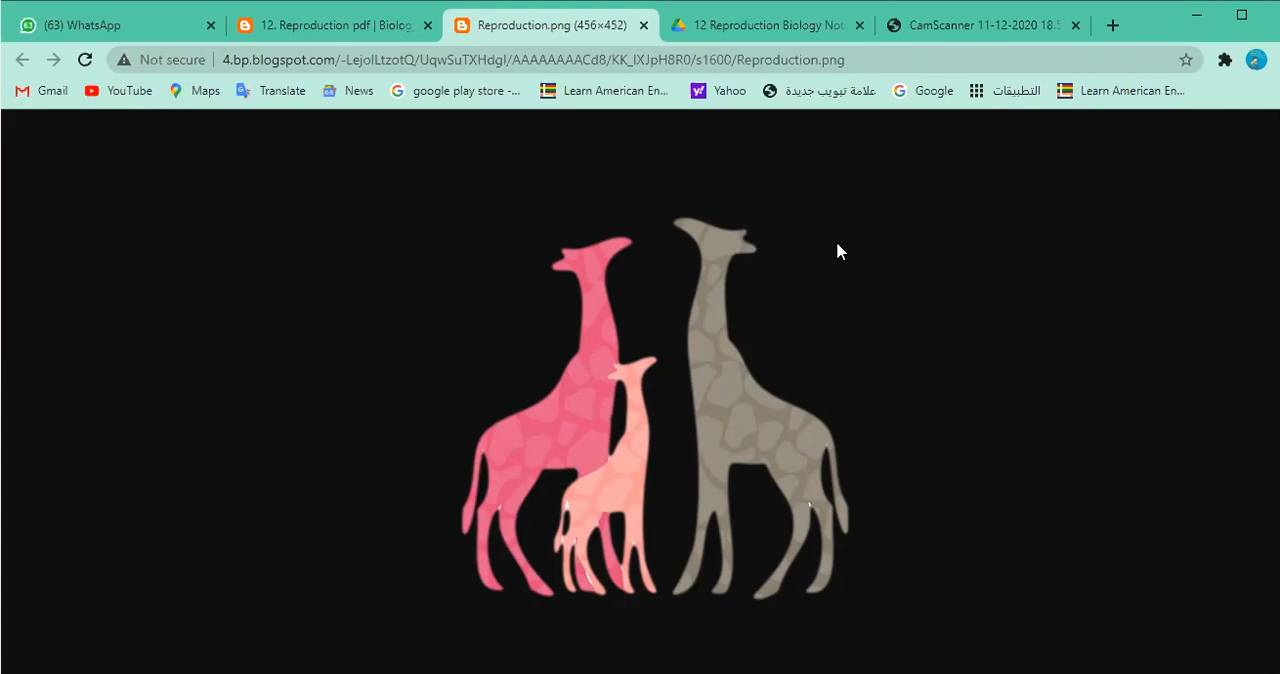 (63) WhatsApp
12. Reproduction pdf | Biolog
Reproduction.png (456×452)
12 Reproduction Biology Not
CamScanner 11-12-2020 18.5
Not secure
4.bp.blogspot.com/-LejolLtzotQ/UqwSuTXHdgI/AAAAAAAACd8/KK_IXJpH8R0/s1600/Reproduction.png
Gmail
YouTube
Maps
Translate
News
google play store -...
Learn American En...
Yahoo
علامة تبويب جديدة
Google
التطبيقات
Learn American En...